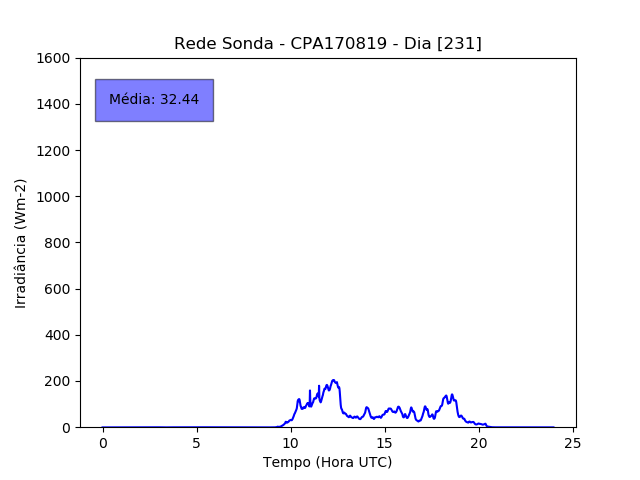 Rede Sonda - CPA170819 - Dia [231]
1600
1400
1200
1000
800
600
400
200
0
Irradiância (Wm-2)
Média: 32.44
0 5 10 15 20 25
Tempo (Hora UTC)